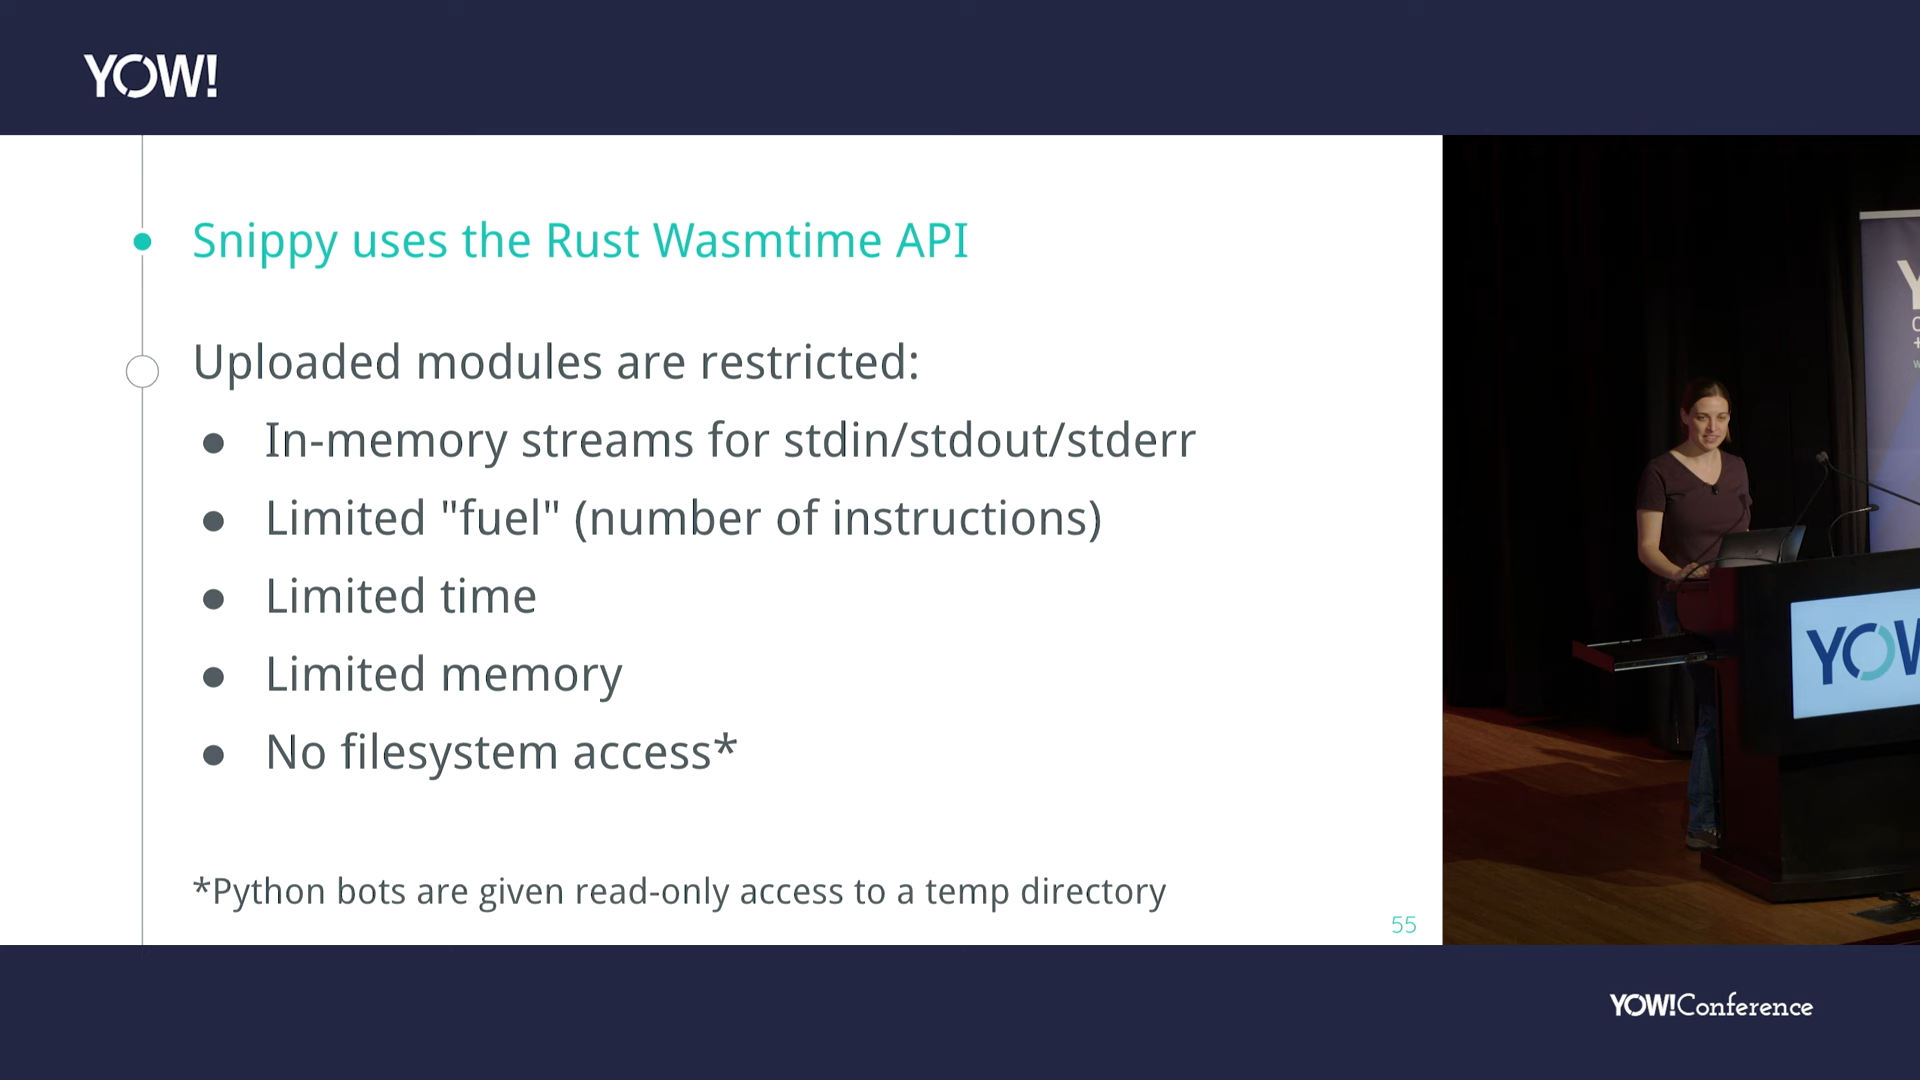 YOW!
Snippy uses the Rust Wasmtime API
Uploaded modules are restricted:
● In-memory streams for stdin/stdout/stderr
● Limited "fuel" (number of instructions)
● Limited time
● Limited memory
● No filesystem access*
*Python bots are given read-only access to a temp directory
55
YOW
YOW!Conference